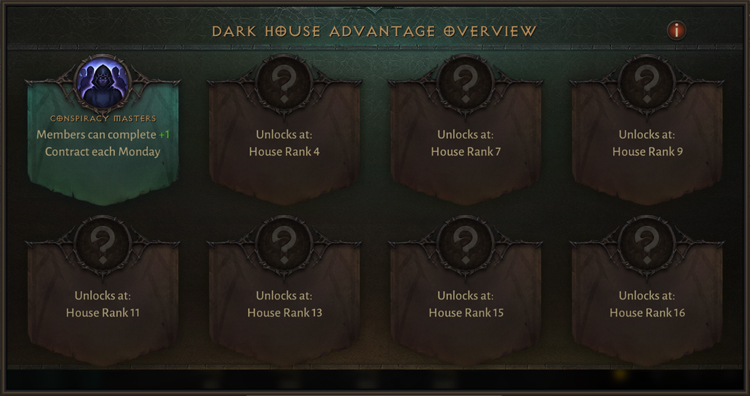 DARK HOUSE ADVANTAGE OVERVIEW
i
CONSPIRACY MASTERS
Members can complete +1
Contract each Monday
?
Unlocks at:
House Rank 4
?
Unlocks at:
House Rank 7
?
Unlocks at:
House Rank 9
?
Unlocks at:
House Rank 11
?
Unlocks at:
House Rank 13
?
Unlocks at:
House Rank 15
?
Unlocks at:
House Rank 16